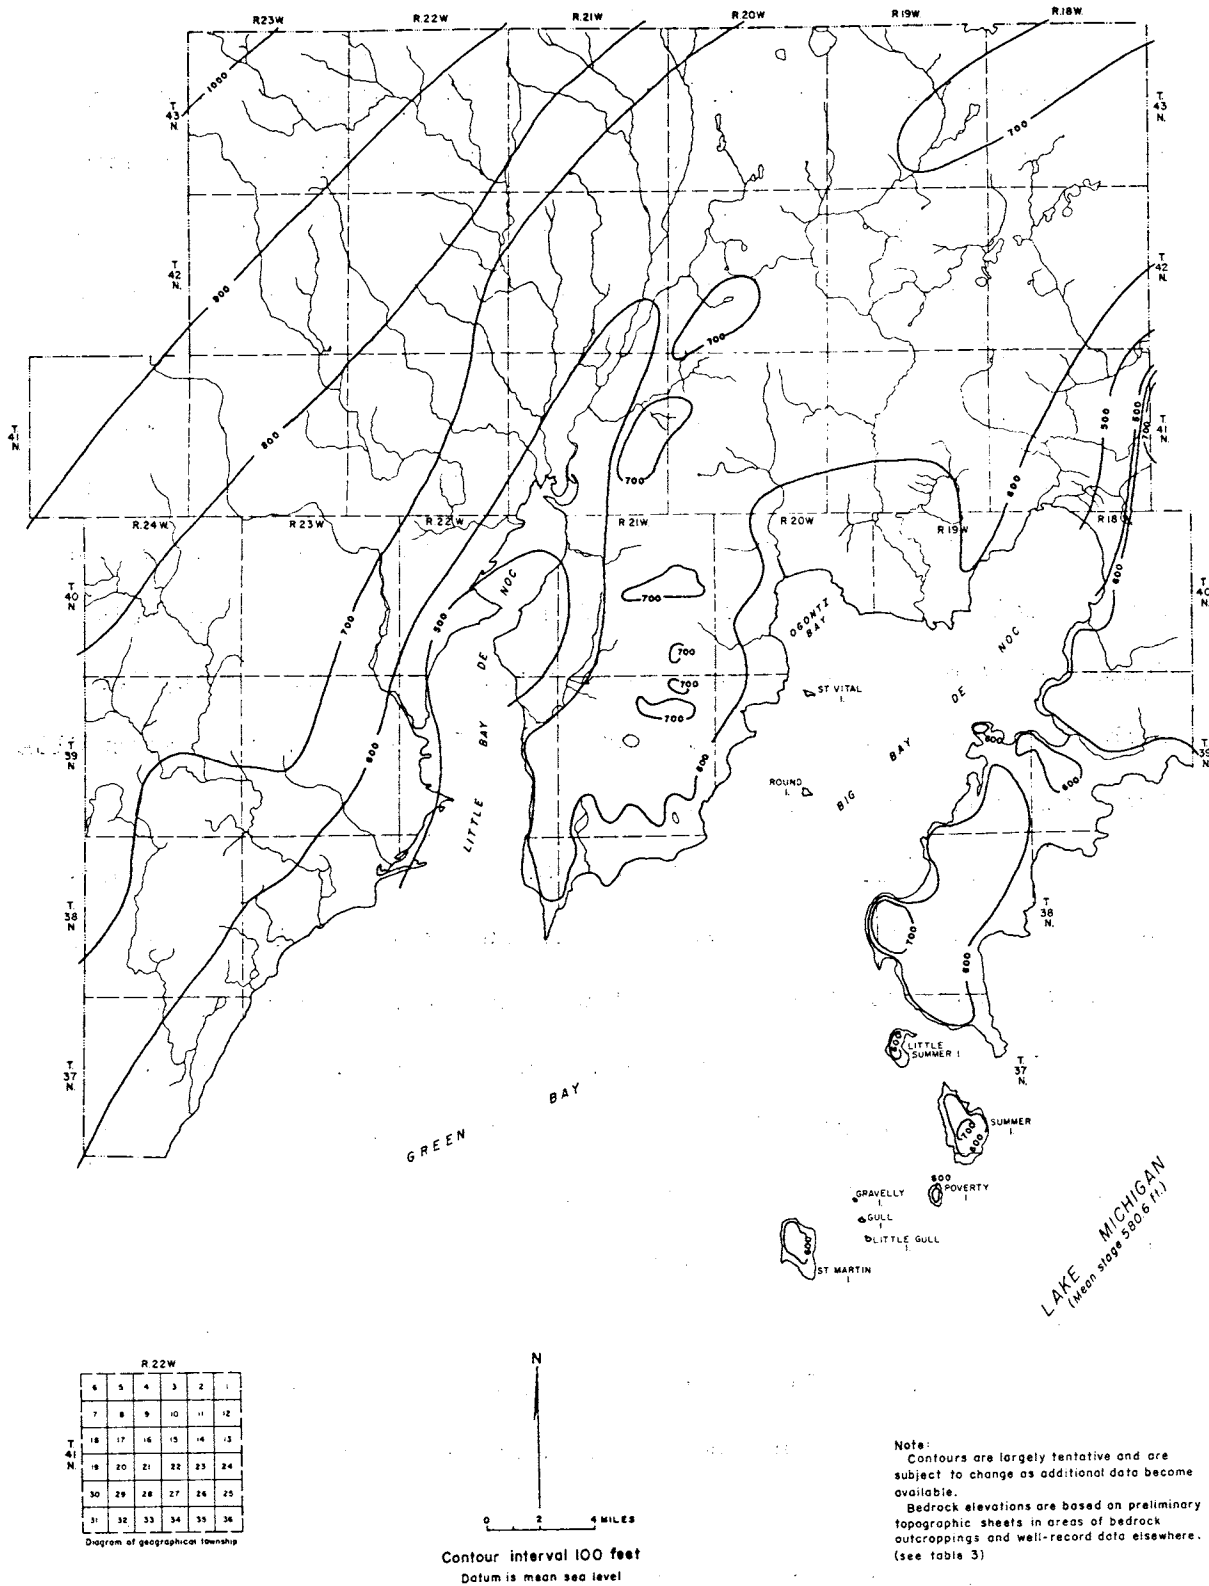 R.23W. R.22W. R.21W. R.20W. R.19W. R.18W.
1000
T. 43 N.
T. 43 N.
700
T. 42 N.
T. 42 N.
900
700
T. 41 N.
800
700
500
500
700
T. 41 N.
600
R.24W. R.23W. R.22W. R.21W. R.20W. R.19W. R.18
T. 40 N.
NOC
700
OGONTZ BAY
600
T. 40
700
500
DE
700
NOC
700
ST VITAL I.
DE
700
T. 39 N.
600
BAY
600
BAY
600
T. 39 N.
ROUND I.
BIG
600
LITTLE
T. 38 N.
700
600
T. 38 N.
600
LITTLE SUMMER I
T. 37 N.
T. 37 N.
BAY
GREEN
700
600
SUMMER I.
600
POVERTY I
GRAVELLY I.
GULL I
LITTLE GULL I.
600
ST MARTIN I.
LAKE MICHIGAN
(Mean stage 580.6 ft.)
R.22W
T. 41 N.
6 5 4 3 2 1
7 8 9 10 11 12
18 17 16 15 14 13
19 20 21 22 23 24
30 29 28 27 26 25
31 32 33 34 35 36
Diagram of geographical township
N
0 2 4 MILES
Contour interval 100 feet
Datum is mean sea level
Note:
Contours are largely tentative and are
subject to change as additional data become
available.
Bedrock elevations are based on preliminary
topographic sheets in areas of bedrock
outcroppings and well-record data elsewhere.
(see table 3)